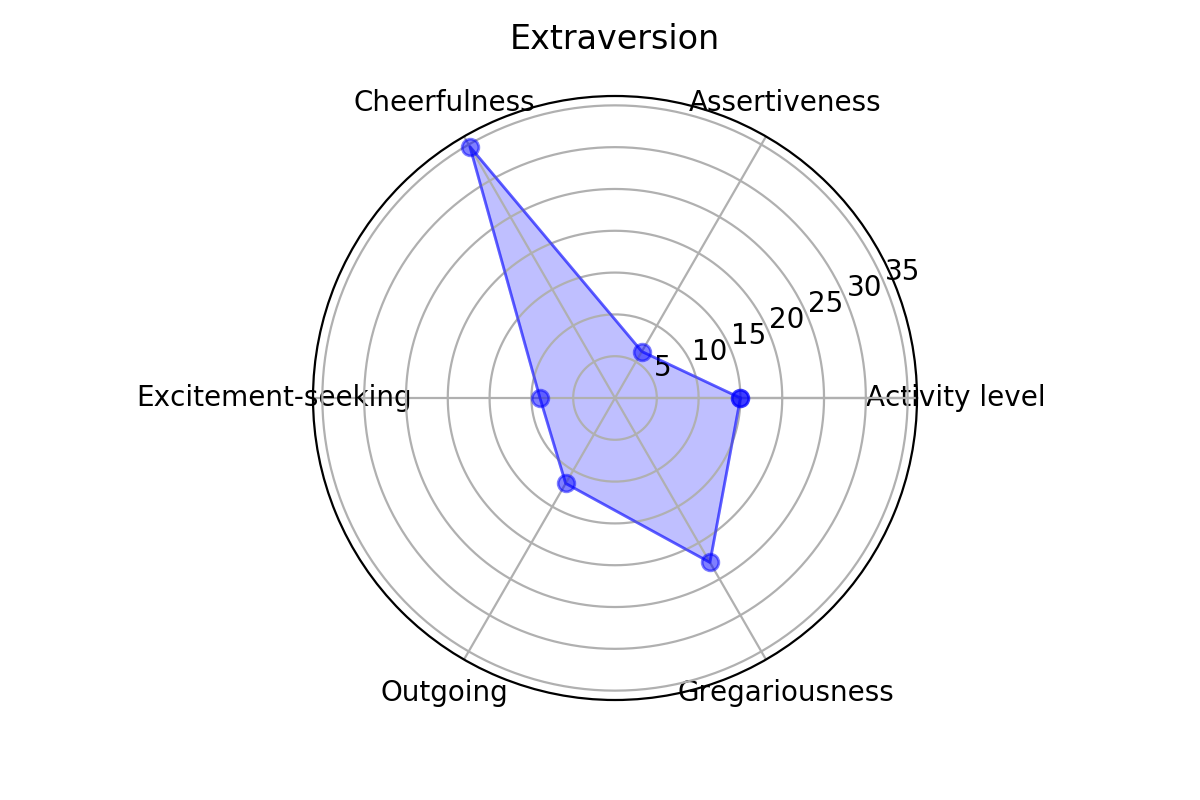 Extraversion
Cheerfulness
Assertiveness
35
30
25
20
15
10
5
Excitement-seeking
Activity level
Outgoing
Gregariousness